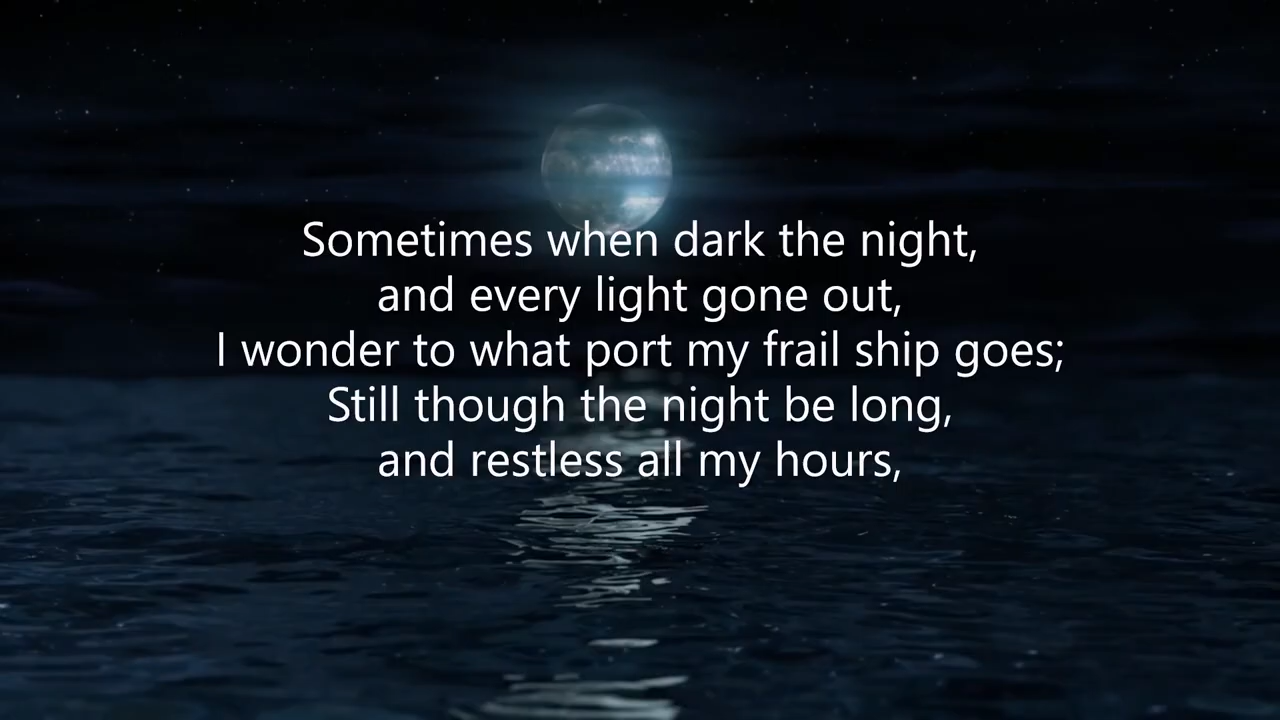 Sometimes when dark the night,
and every light gone out,
I wonder to what port my frail ship goes;
Still though the night be long,
and restless all my hours,